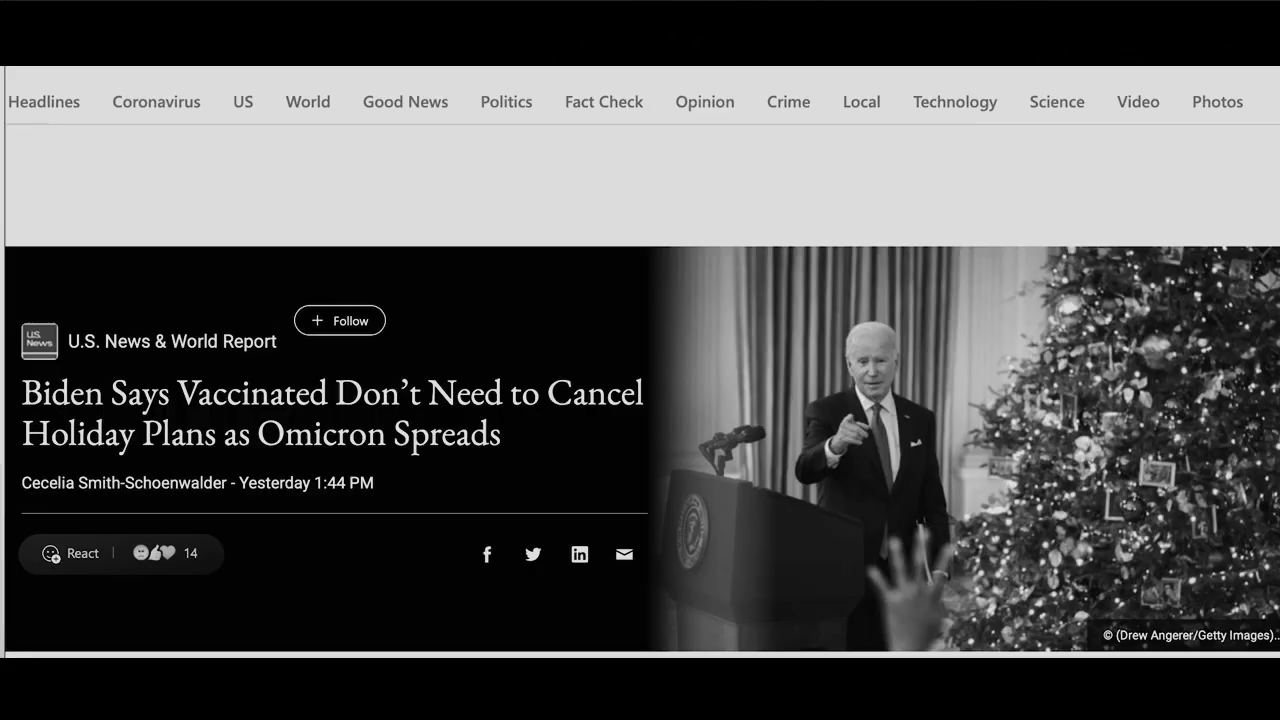 Headlines Coronavirus US World Good News Politics Fact Check Opinion Crime Local Technology Science Video Photos
+ Follow
U.S. News
U.S. News & World Report
Biden Says Vaccinated Don’t Need to Cancel
Holiday Plans as Omicron Spreads
Cecelia Smith-Schoenwalder - Yesterday 1:44 PM
React 14
f in
© (Drew Angerer/Getty Images)..